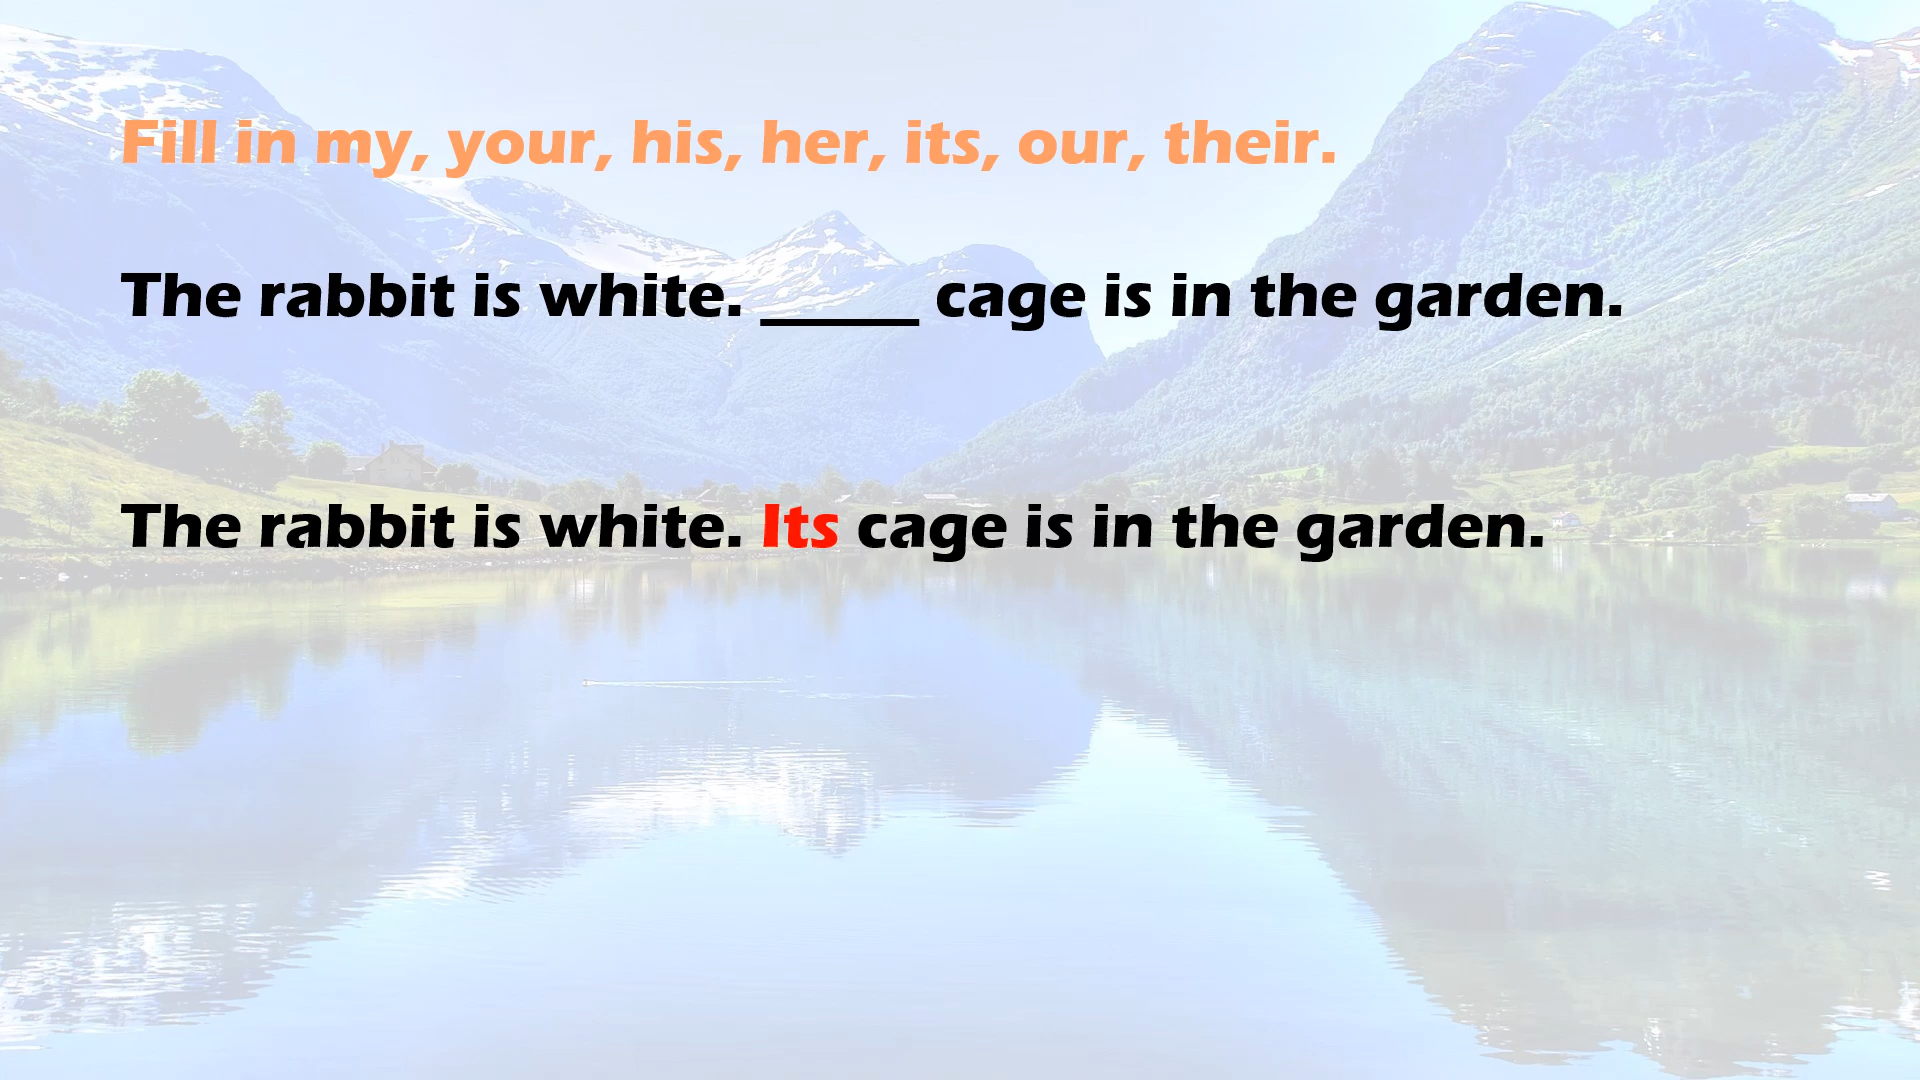 Fill in my, your, his, her, its, our, their.
The rabbit is white. _____ cage is in the garden.
The rabbit is white. Its cage is in the garden.